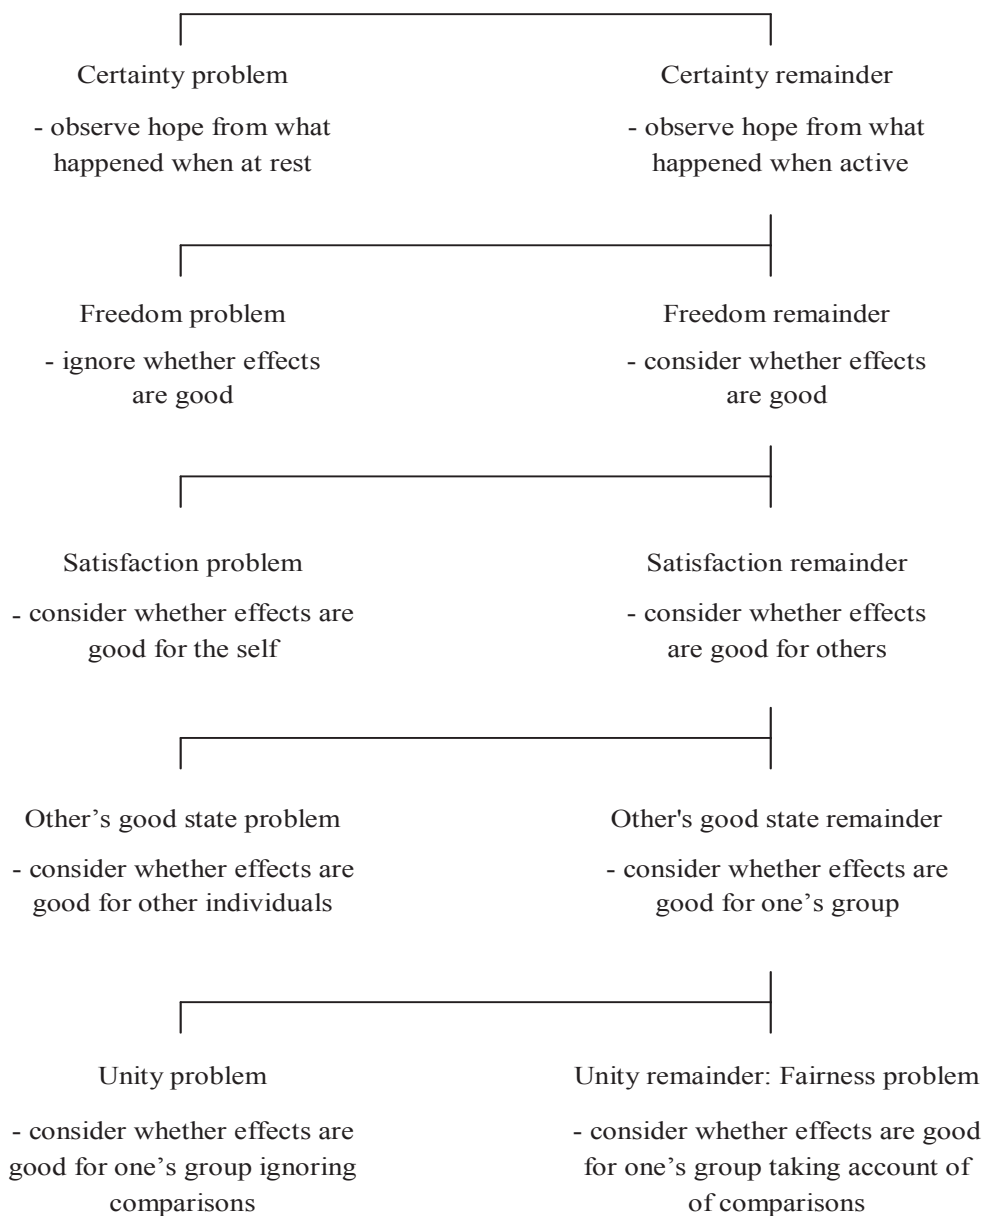 Certainty problem
- observe hope from what
happened when at rest
Certainty remainder
- observe hope from what
happened when active
Freedom problem
- ignore whether effects
are good
Freedom remainder
- consider whether effects
are good
Satisfaction problem
- consider whether effects are
good for the self
Satisfaction remainder
- consider whether effects
are good for others
Other’s good state problem
- consider whether effects are
good for other individuals
Other's good state remainder
- consider whether effects are
good for one’s group
Unity problem
- consider whether effects are
good for one’s group ignoring
comparisons
Unity remainder: Fairness problem
- consider whether effects are good
for one’s group taking account of
of comparisons